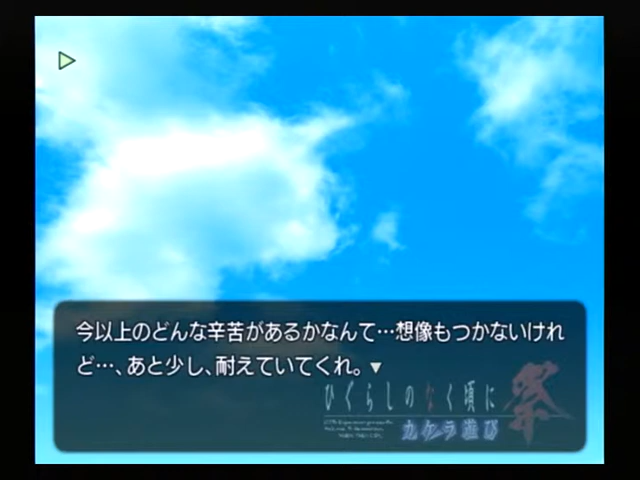 今以上のどんな辛苦があるかなんて…想像もつかないけれ
ど…、あと少し、耐えていてくれ。▼
ひぐらしのなく頃に 祭
カケラ遊び